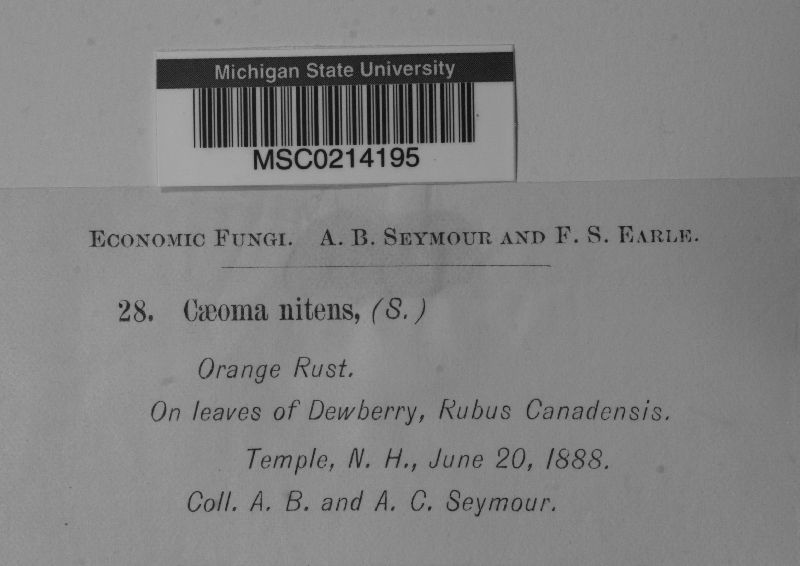 Michigan State University
MSC0214195
ECONOMIC FUNGI. A. B. SEYMOUR AND F. S. EARLE.
28. Cæoma nitens, (S.)
Orange Rust.
On leaves of Dewberry, Rubus Canadensis.
Temple, N. H., June 20, 1888.
Coll. A. B. and A. C. Seymour.